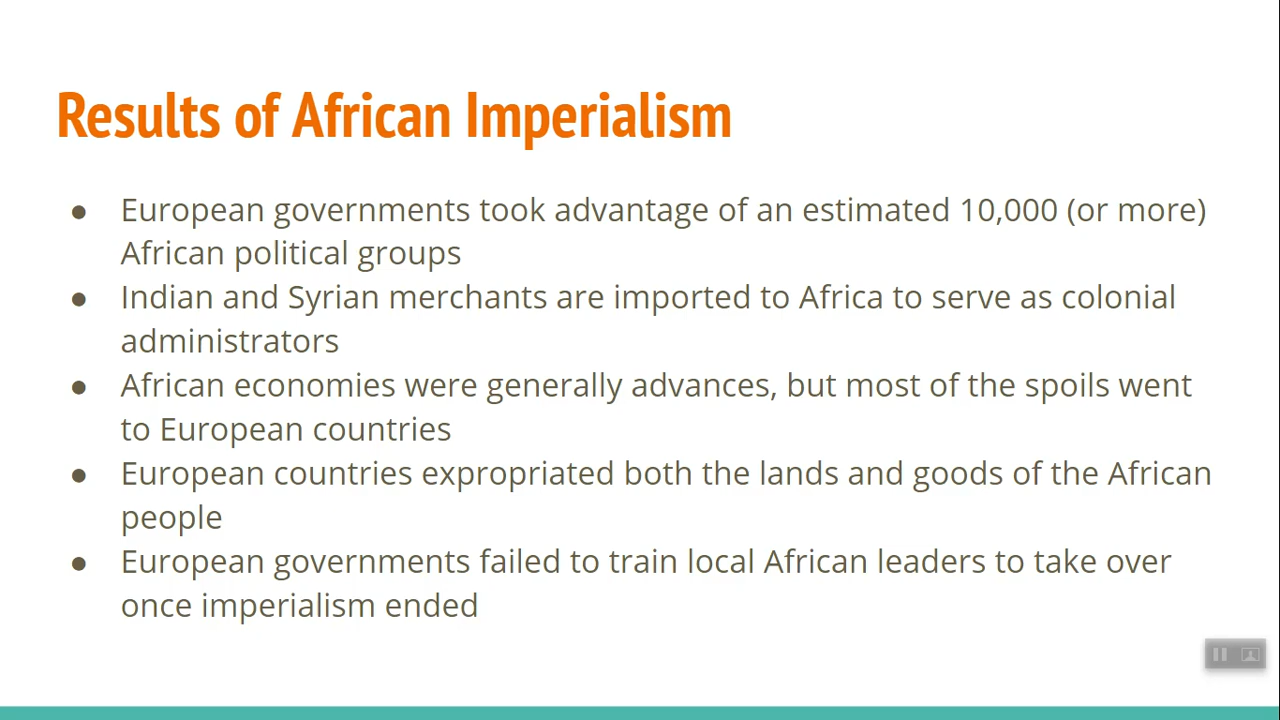 Results of African Imperialism
● European governments took advantage of an estimated 10,000 (or more)
African political groups
● Indian and Syrian merchants are imported to Africa to serve as colonial
administrators
● African economies were generally advances, but most of the spoils went
to European countries
● European countries expropriated both the lands and goods of the African
people
● European governments failed to train local African leaders to take over
once imperialism ended